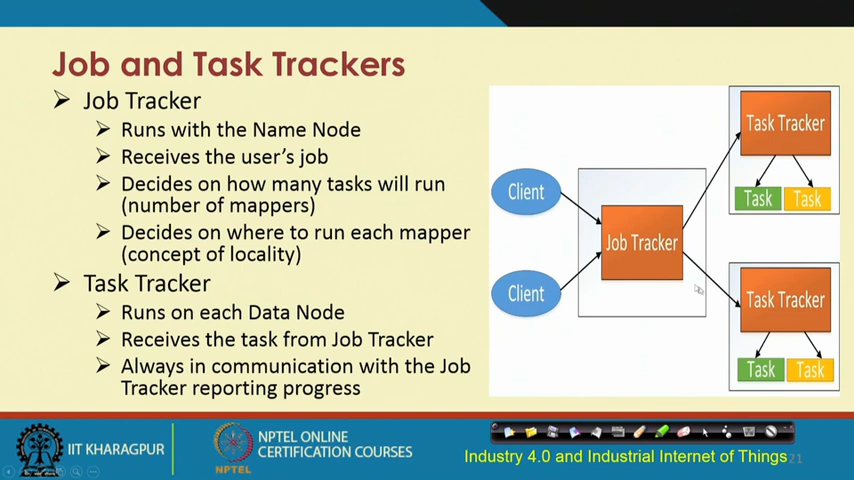 Job and Task Trackers
Job Tracker
Runs with the Name Node
Receives the user's job
Decides on how many tasks will run
(number of mappers)
Decides on where to run each mapper
(concept of locality)
Task Tracker
Runs on each Data Node
Receives the task from Job Tracker
Always in communication with the Job
Tracker reporting progress
Client
Client
Job Tracker
Task Tracker
Task Task
Task Tracker
Task Task
IIT KHARAGPUR
NPTEL
NPTEL ONLINE
CERTIFICATION COURSES
Industry 4.0 and Industrial Internet of Things
21